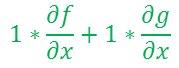 1 * ∂f/∂x + 1 * ∂g/∂x